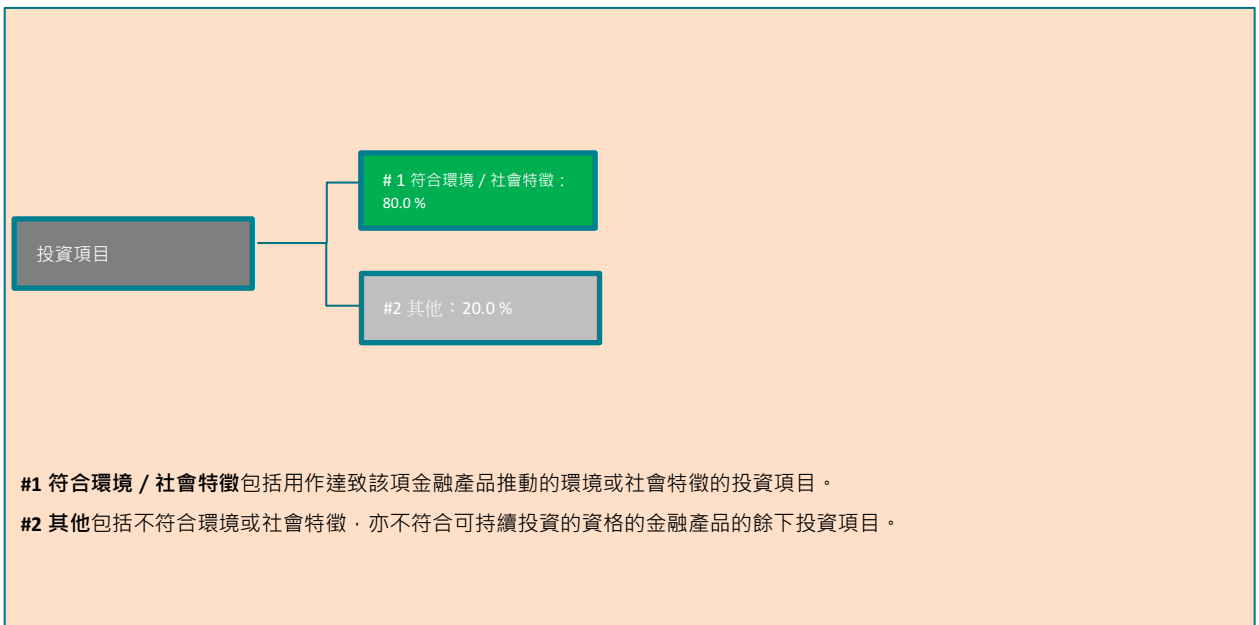 # 1 符合環境 / 社會特徵：
80.0 %
投資項目
#2 其他：20.0 %
#1 符合環境 / 社會特徵包括用作達致該項金融產品推動的環境或社會特徵的投資項目。
#2 其他包括不符合環境或社會特徵，亦不符合可持續投資的資格的金融產品的餘下投資項目。